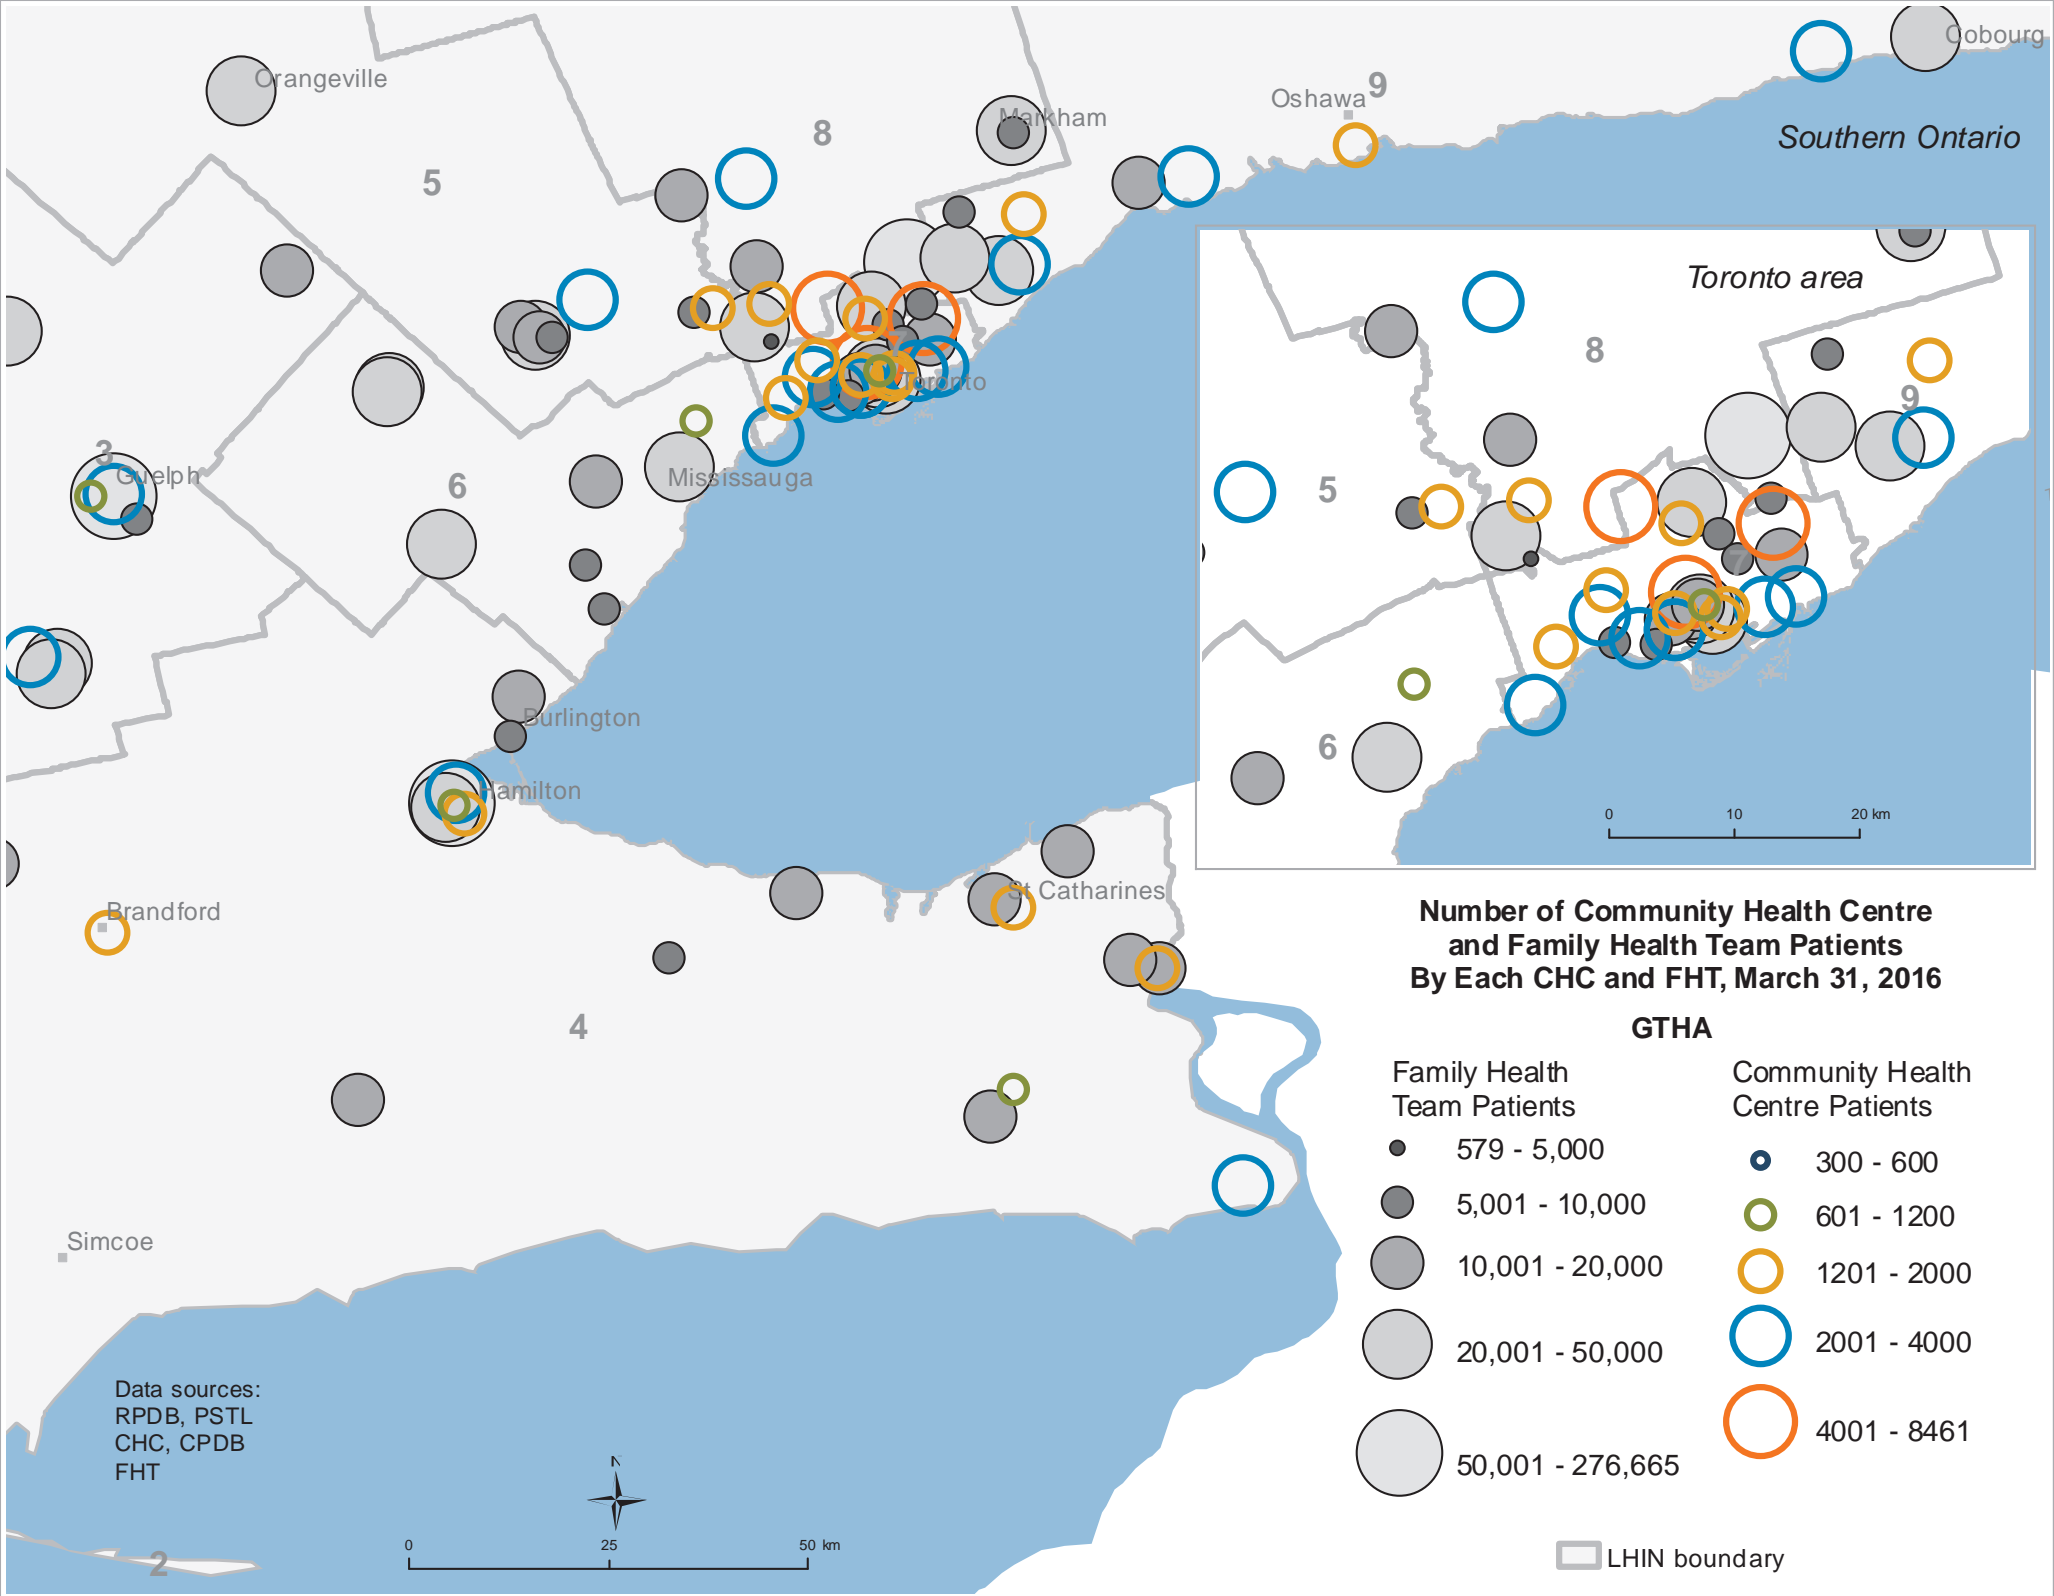 Orangeville
Cobourg
Oshawa
9
Markham
8
Southern Ontario
5
Toronto area
8
9
7
Toronto
3
Guelph
6
Mississauga
5
7
6
0
10
20 km
Burlington
Hamilton
St Catharines
Brandford
4
Simcoe
Number of Community Health Centre
and Family Health Team Patients
By Each CHC and FHT, March 31, 2016
GTHA
Family Health
Team Patients
579 - 5,000
5,001 - 10,000
10,001 - 20,000
20,001 - 50,000
50,001 - 276,665
Community Health
Centre Patients
300 - 600
601 - 1200
1201 - 2000
2001 - 4000
4001 - 8461
LHIN boundary
Data sources:
RPDB, PSTL
CHC, CPDB
FHT
N
0
25
50 km
2